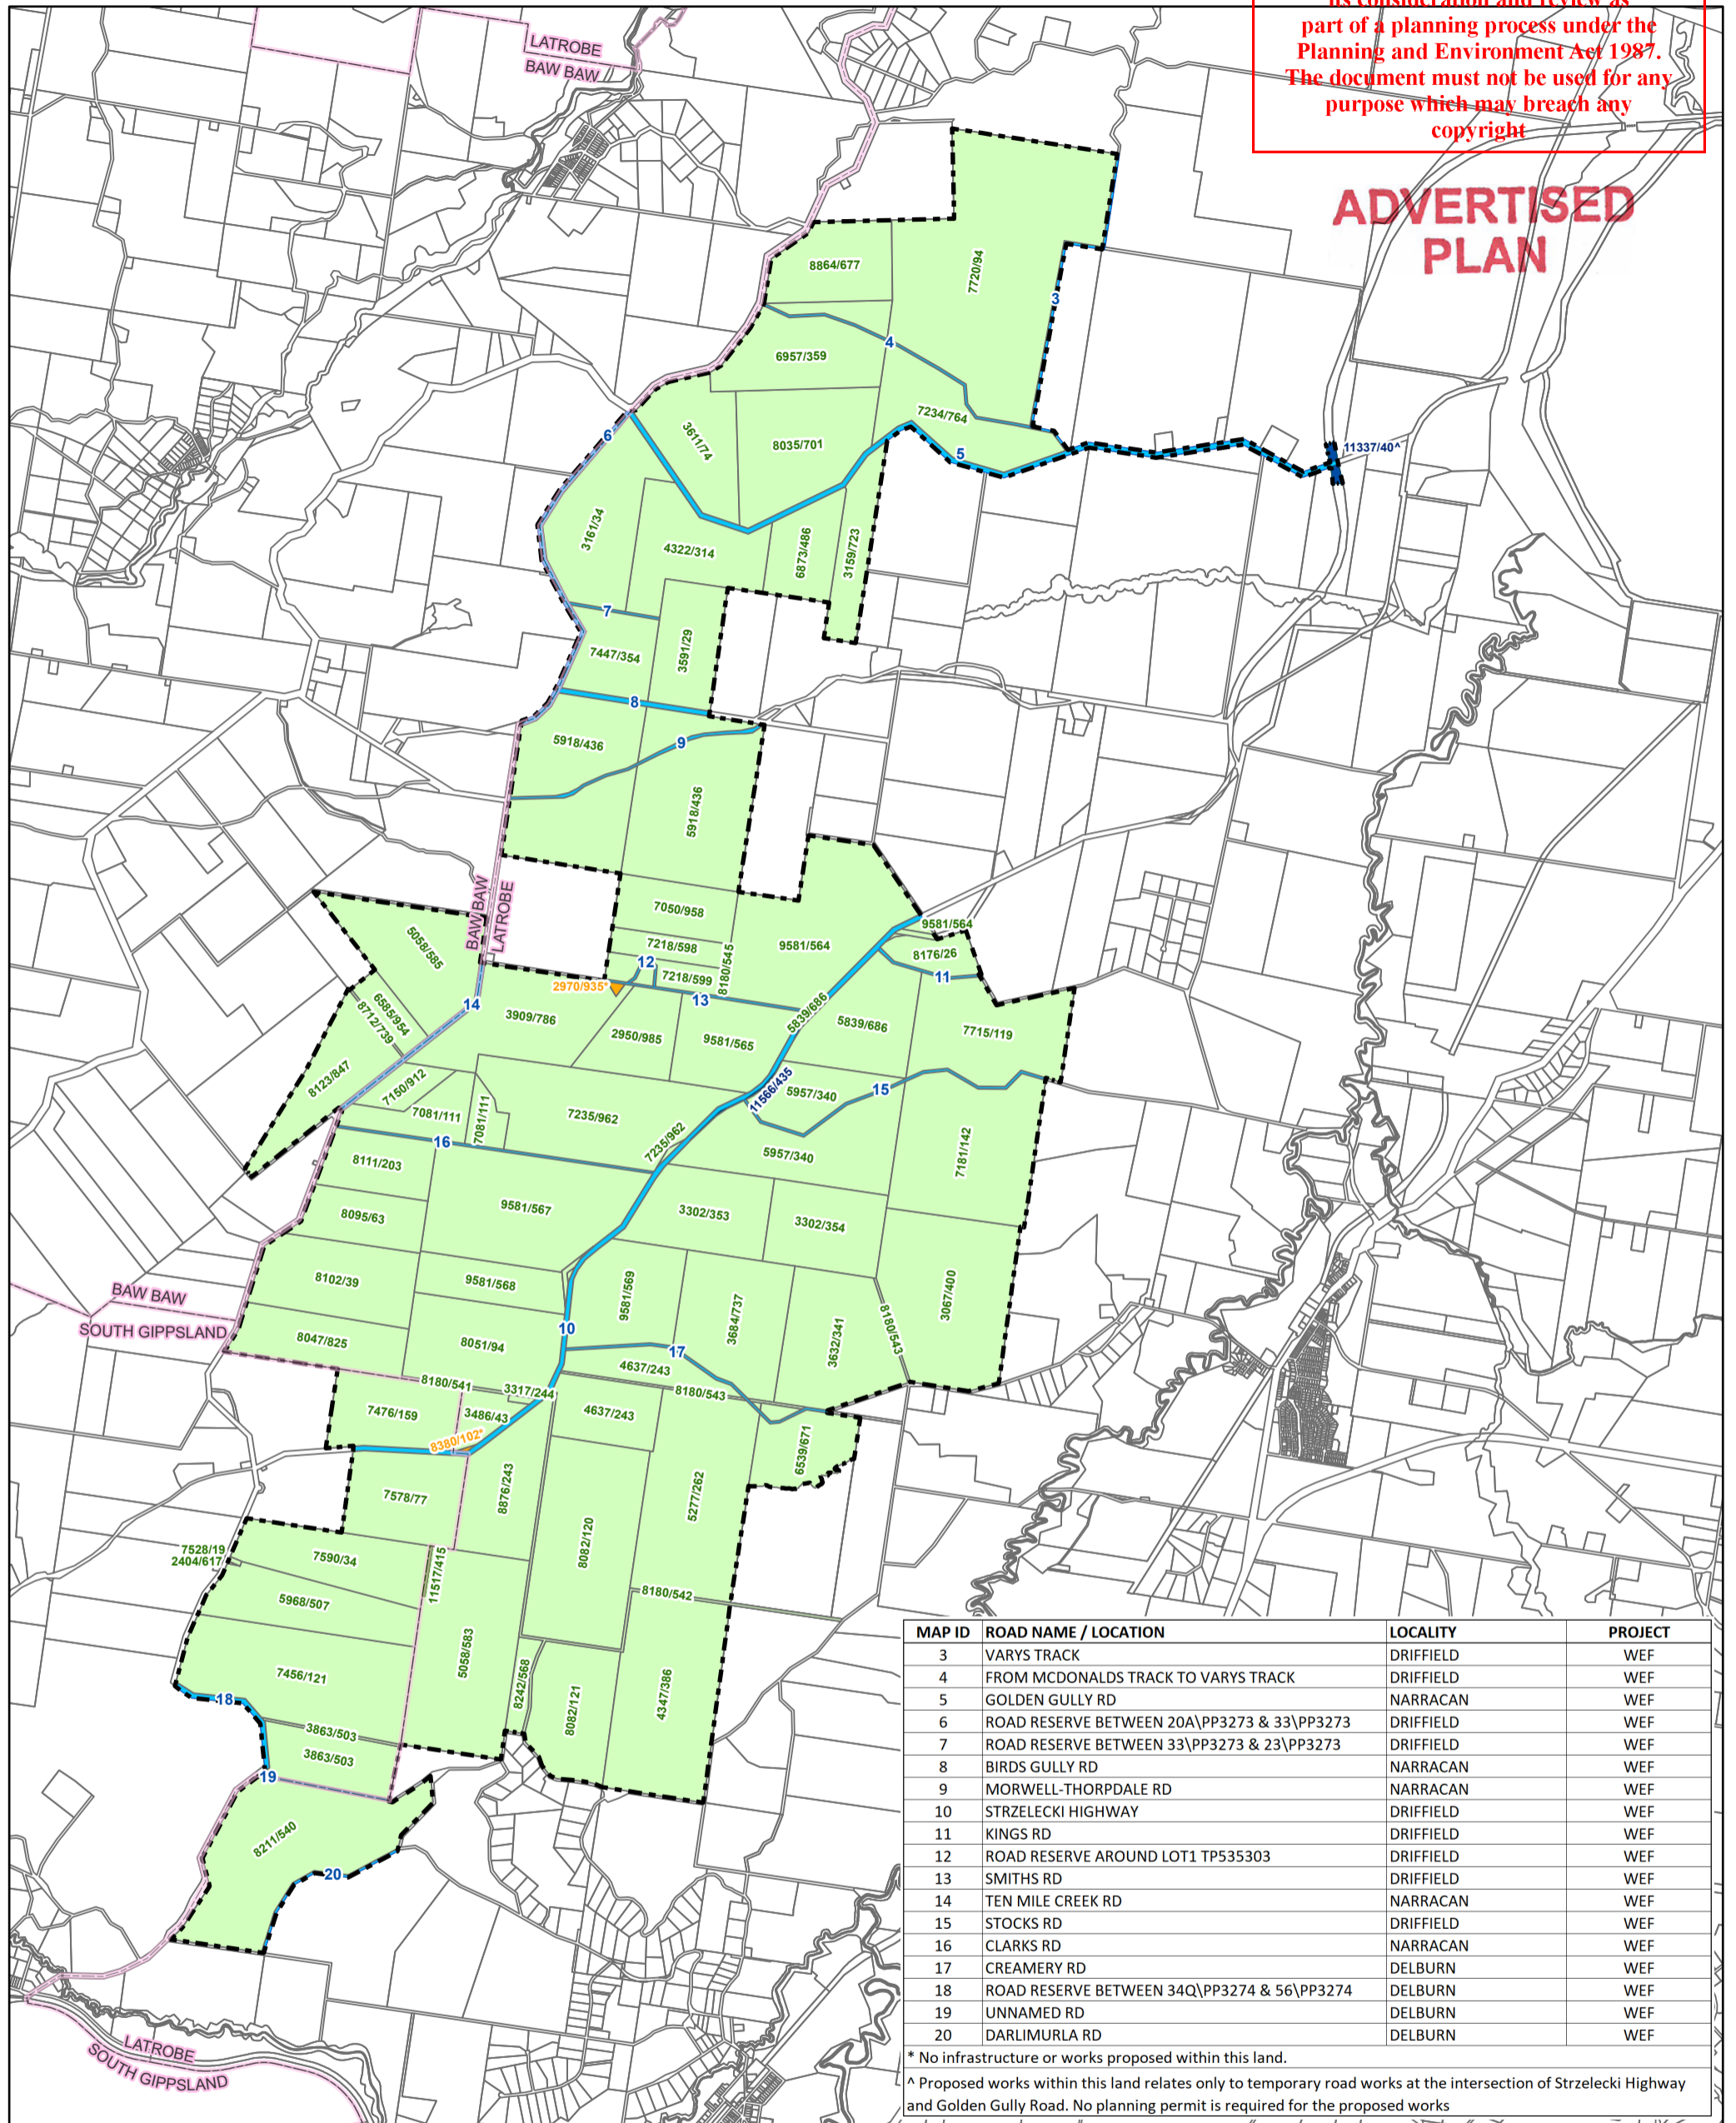 its consideration and review as
part of a planning process under the
Planning and Environment Act 1987.
The document must not be used for any
purpose which may breach any
copyright
ADVERTISED
PLAN
LATROBE
BAW BAW
8864/677
7720/94
3
4
6957/359
7234/764
3611/74
8035/701
6
5
11337/40^
3161/34
4322/314
6873/486
3159/723
7
7447/354
3591/29
8
5918/436
9
5918/436
BAW BAW
LATROBE
7050/958
5058/585
7218/598
8180/545
9581/564
9581/564
8176/26
12
7218/599
11
2970/935*
13
14
6585/954
8712/739
3909/786
2950/985
9581/565
5839/686
5839/686
7715/119
8123/847
7150/912
7081/111
7081/111
7235/962
11566/435
5957/340
15
16
7235/962
5957/340
7181/142
8111/203
8095/63
9581/567
3302/353
3302/354
8102/39
9581/568
9581/569
3684/737
3632/341
8180/543
3067/400
BAW BAW
SOUTH GIPPSLAND
8047/825
8051/94
10
17
4637/243
8180/541
3317/244
8180/543
7476/159
3486/43
4637/243
8380/102*
6539/671
7578/77
8876/243
5277/262
8082/120
7528/19
2404/617
7590/34
11517/415
5968/507
8180/542
7456/121
5058/583
8242/568
8082/121
4347/386
18
3863/503
3863/503
19
8211/540
20
LATROBE
SOUTH GIPPSLAND
MAP ID ROAD NAME / LOCATION LOCALITY PROJECT
3 VARYS TRACK DRIFFIELD WEF
4 FROM MCDONALDS TRACK TO VARYS TRACK DRIFFIELD WEF
5 GOLDEN GULLY RD NARRACAN WEF
6 ROAD RESERVE BETWEEN 20A\PP3273 & 33\PP3273 DRIFFIELD WEF
7 ROAD RESERVE BETWEEN 33\PP3273 & 23\PP3273 DRIFFIELD WEF
8 BIRDS GULLY RD NARRACAN WEF
9 MORWELL-THORPDALE RD NARRACAN WEF
10 STRZELECKI HIGHWAY DRIFFIELD WEF
11 KINGS RD DRIFFIELD WEF
12 ROAD RESERVE AROUND LOT1 TP535303 DRIFFIELD WEF
13 SMITHS RD DRIFFIELD WEF
14 TEN MILE CREEK RD NARRACAN WEF
15 STOCKS RD DRIFFIELD WEF
16 CLARKS RD NARRACAN WEF
17 CREAMERY RD DELBURN WEF
18 ROAD RESERVE BETWEEN 34Q\PP3274 & 56\PP3274 DELBURN WEF
19 UNNAMED RD DELBURN WEF
20 DARLIMURLA RD DELBURN WEF
* No infrastructure or works proposed within this land.
^ Proposed works within this land relates only to temporary road works at the intersection of Strzelecki Highway
and Golden Gully Road. No planning permit is required for the proposed works